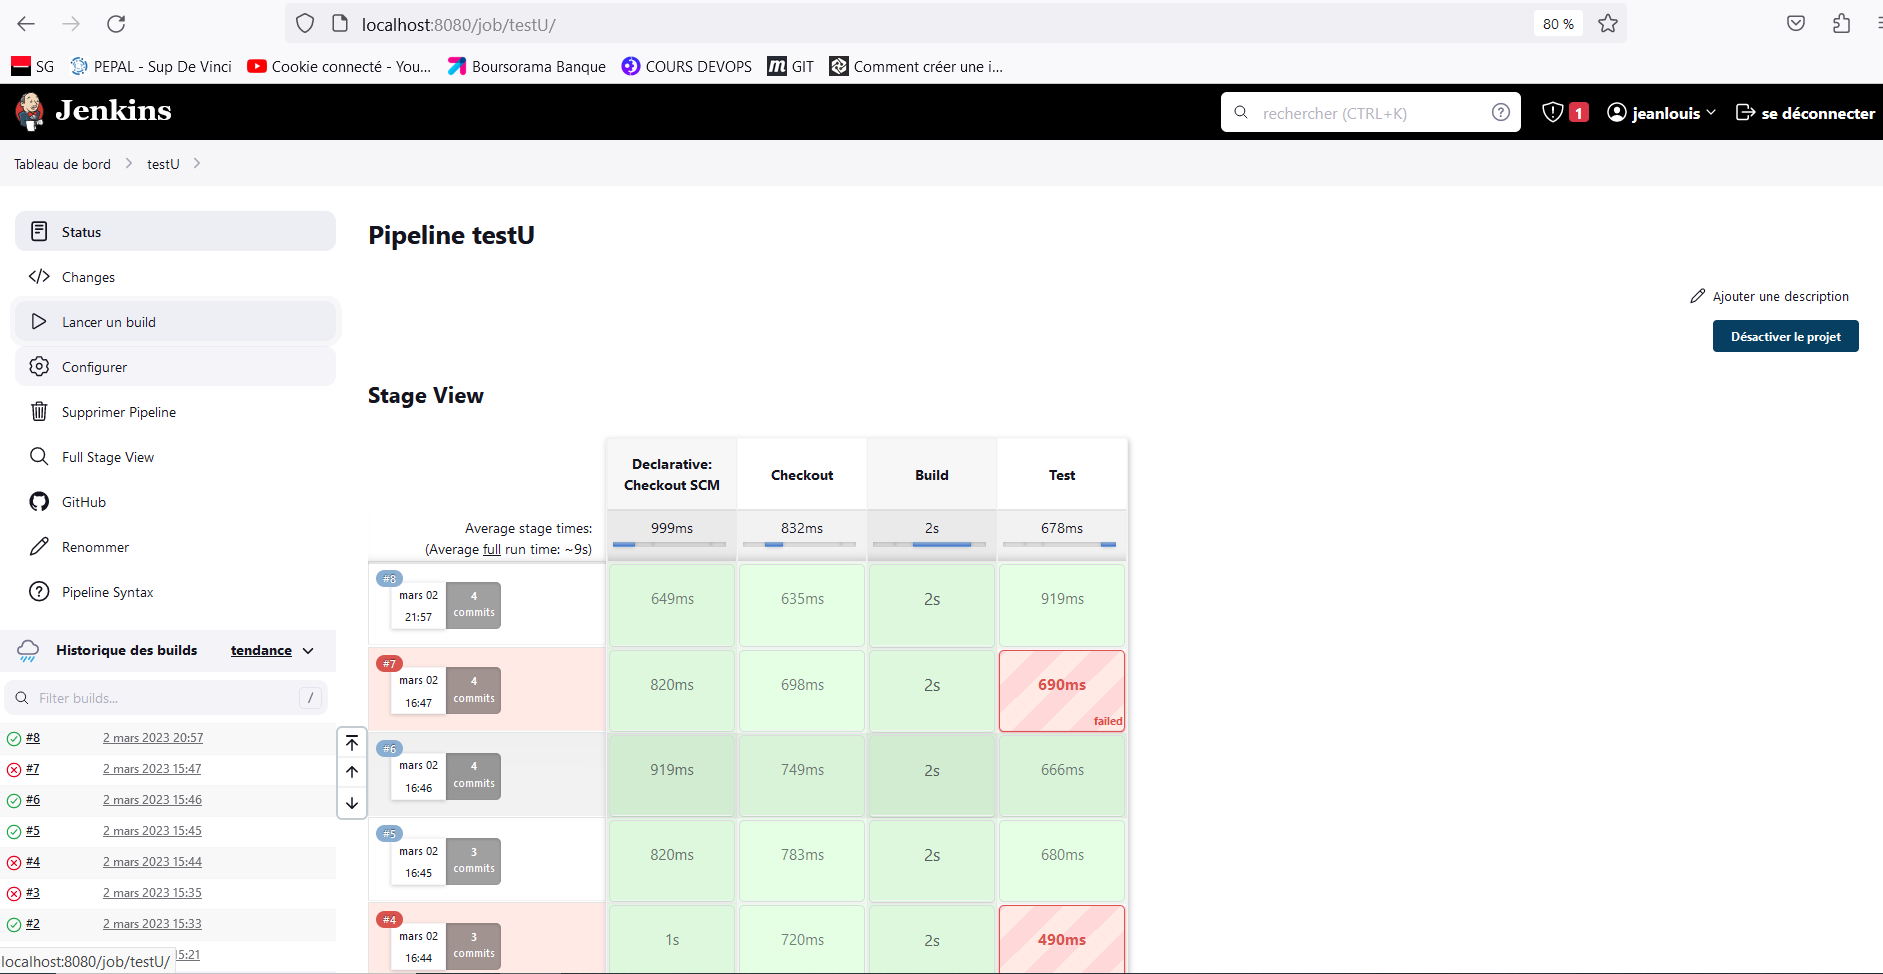 localhost:8080/job/testU/
80 %
SG
PEPAL - Sup De Vinci
Cookie connecté - You...
Boursorama Banque
COURS DEVOPS
m GIT
Comment créer une i...
Jenkins
rechercher (CTRL+K)
1
jeanlouis
se déconnecter
Tableau de bord
testU
Status
Changes
Lancer un build
Configurer
Supprimer Pipeline
Full Stage View
GitHub
Renommer
Pipeline Syntax
Historique des builds
tendance
Filter builds...
/
#8 2 mars 2023 20:57
#7 2 mars 2023 15:47
#6 2 mars 2023 15:46
#5 2 mars 2023 15:45
#4 2 mars 2023 15:44
#3 2 mars 2023 15:35
#2 2 mars 2023 15:33
15:21
localhost:8080/job/testU/
Pipeline testU
Ajouter une description
Désactiver le projet
Stage View
Declarative:
Checkout SCM
Checkout
Build
Test
Average stage times:
(Average full run time: ~9s)
999ms
832ms
2s
678ms
#8
mars 02
21:57
4
commits
649ms
635ms
2s
919ms
#7
mars 02
16:47
4
commits
820ms
698ms
2s
690ms
failed
#6
mars 02
16:46
4
commits
919ms
749ms
2s
666ms
#5
mars 02
16:45
3
commits
820ms
783ms
2s
680ms
#4
mars 02
16:44
3
commits
1s
720ms
2s
490ms